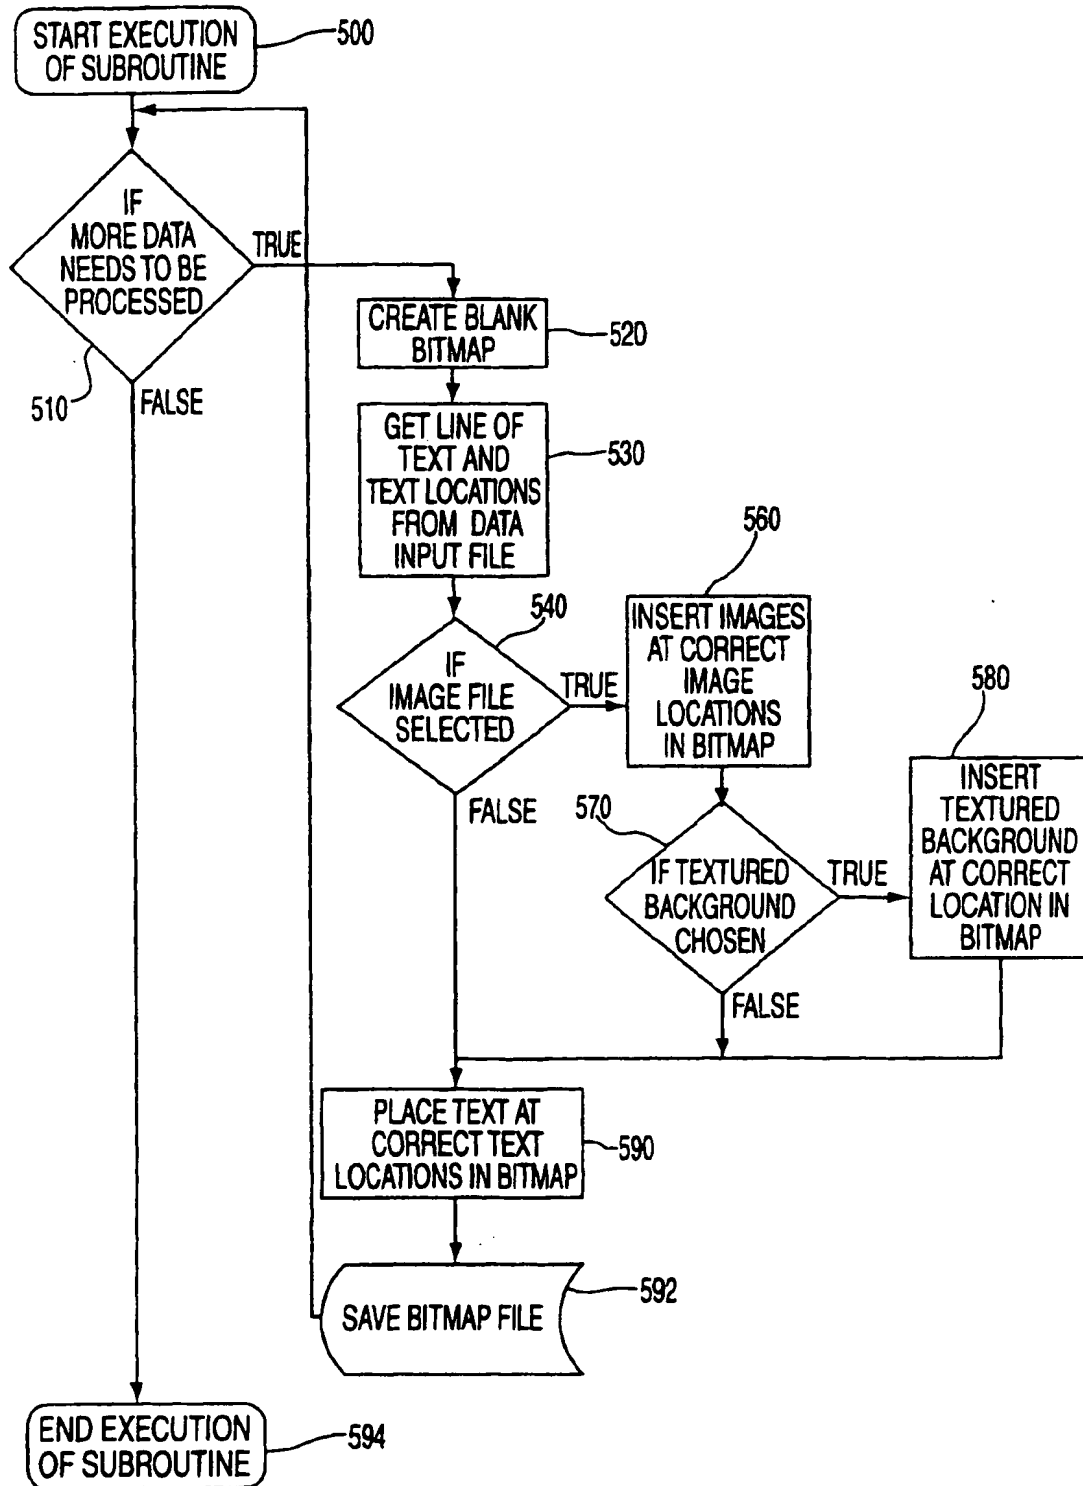 START EXECUTION
OF SUBROUTINE
500
IF
MORE DATA
NEEDS TO BE
PROCESSED
TRUE
510
FALSE
CREATE BLANK
BITMAP
520
GET LINE OF
TEXT AND
TEXT LOCATIONS
FROM DATA
INPUT FILE
530
540
IF
IMAGE FILE
SELECTED
TRUE
FALSE
560
INSERT IMAGES
AT CORRECT
IMAGE
LOCATIONS
IN BITMAP
570
IF TEXTURED
BACKGROUND
CHOSEN
TRUE
FALSE
580
INSERT
TEXTURED
BACKGROUND
AT CORRECT
LOCATION IN
BITMAP
PLACE TEXT AT
CORRECT TEXT
LOCATIONS IN BITMAP
590
SAVE BITMAP FILE
592
END EXECUTION
OF SUBROUTINE
594